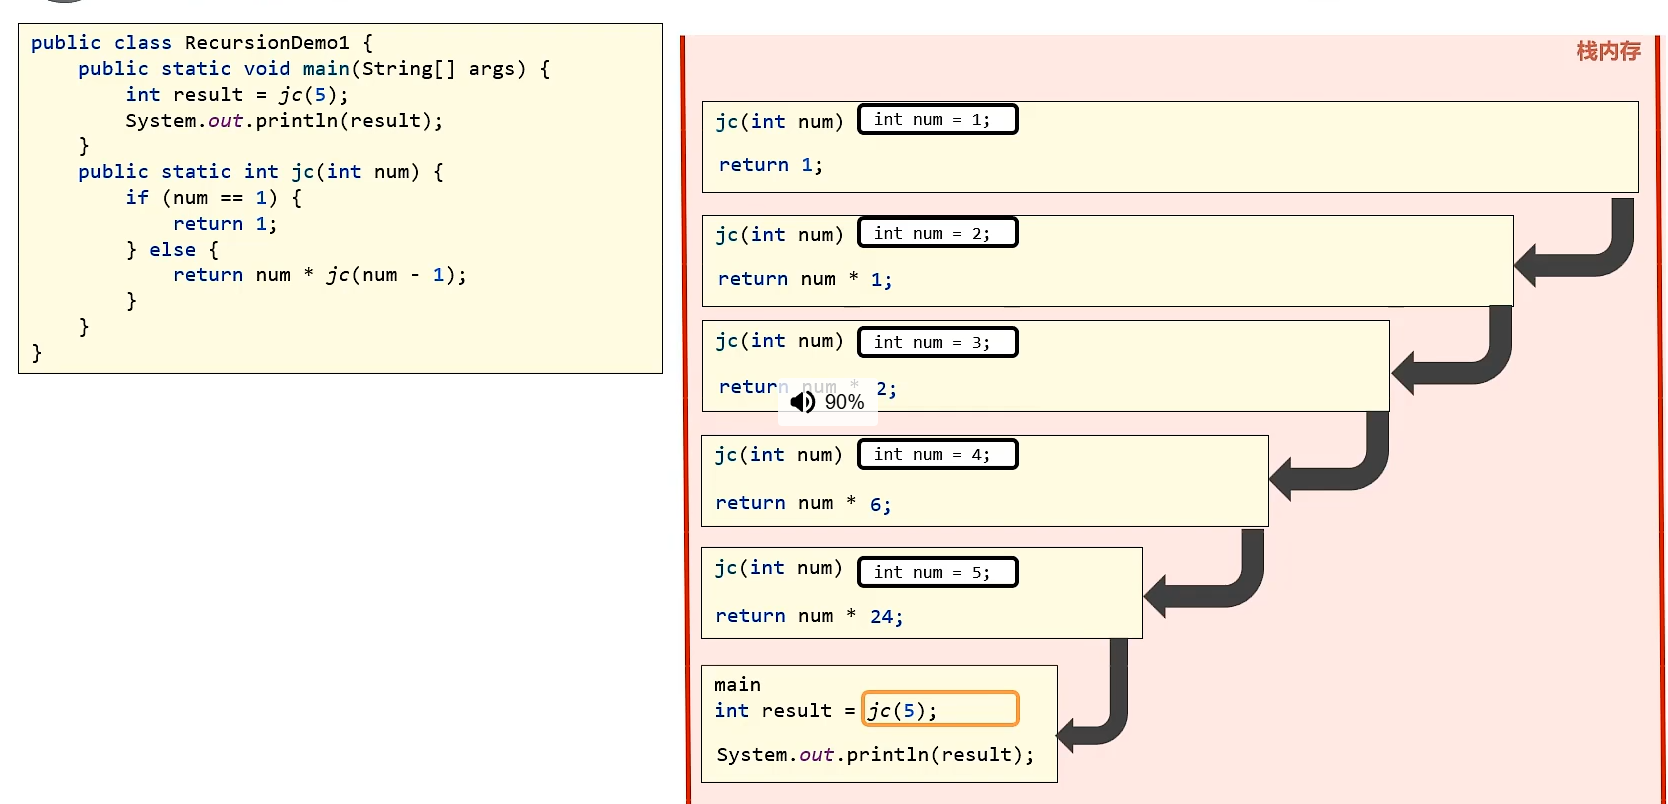 public class RecursionDemo1 {
    public static void main(String[] args) {
        int result = jc(5);
        System.out.println(result);
    }
    public static int jc(int num) {
        if (num == 1) {
            return 1;
        } else {
            return num * jc(num - 1);
        }
    }
}
栈内存
jc(int num) int num = 1;
return 1;
jc(int num) int num = 2;
return num * 1;
jc(int num) int num = 3;
return num * 2;
90%
jc(int num) int num = 4;
return num * 6;
jc(int num) int num = 5;
return num * 24;
main
int result = jc(5);
System.out.println(result);